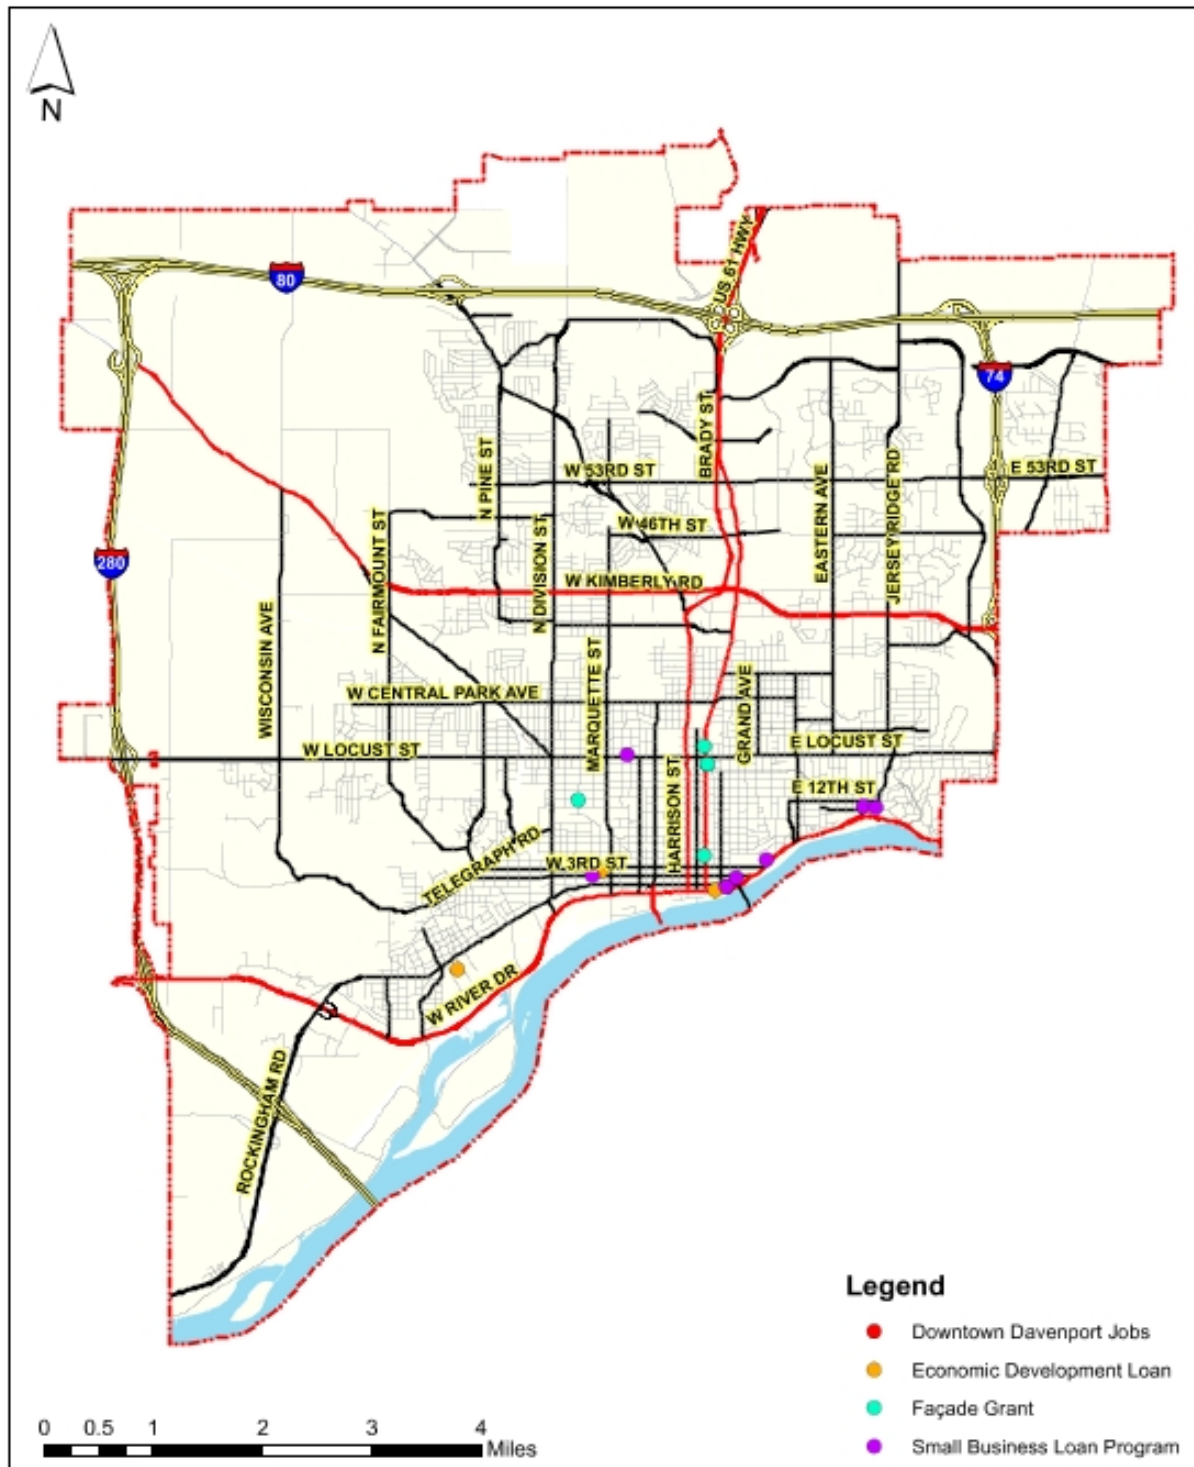 N
US 61 HWY
80
74
BRADY ST
W 53RD ST
E 53RD ST
N PINE ST
W 46TH ST
EASTERN AVE
JERSEY RIDGE RD
N FAIRMOUNT ST
N DIVISION ST
280
W KIMBERLY RD
WISCONSIN AVE
MARQUETTE ST
W CENTRAL PARK AVE
GRAND AVE
W LOCUST ST
E LOCUST ST
HARRISON ST
E 12TH ST
TELEGRAPH RD
W 3RD ST
W RIVER DR
ROCKINGHAM RD
Legend
Downtown Davenport Jobs
Economic Development Loan
Façade Grant
Small Business Loan Program
0 0.5 1 2 3 4
Miles